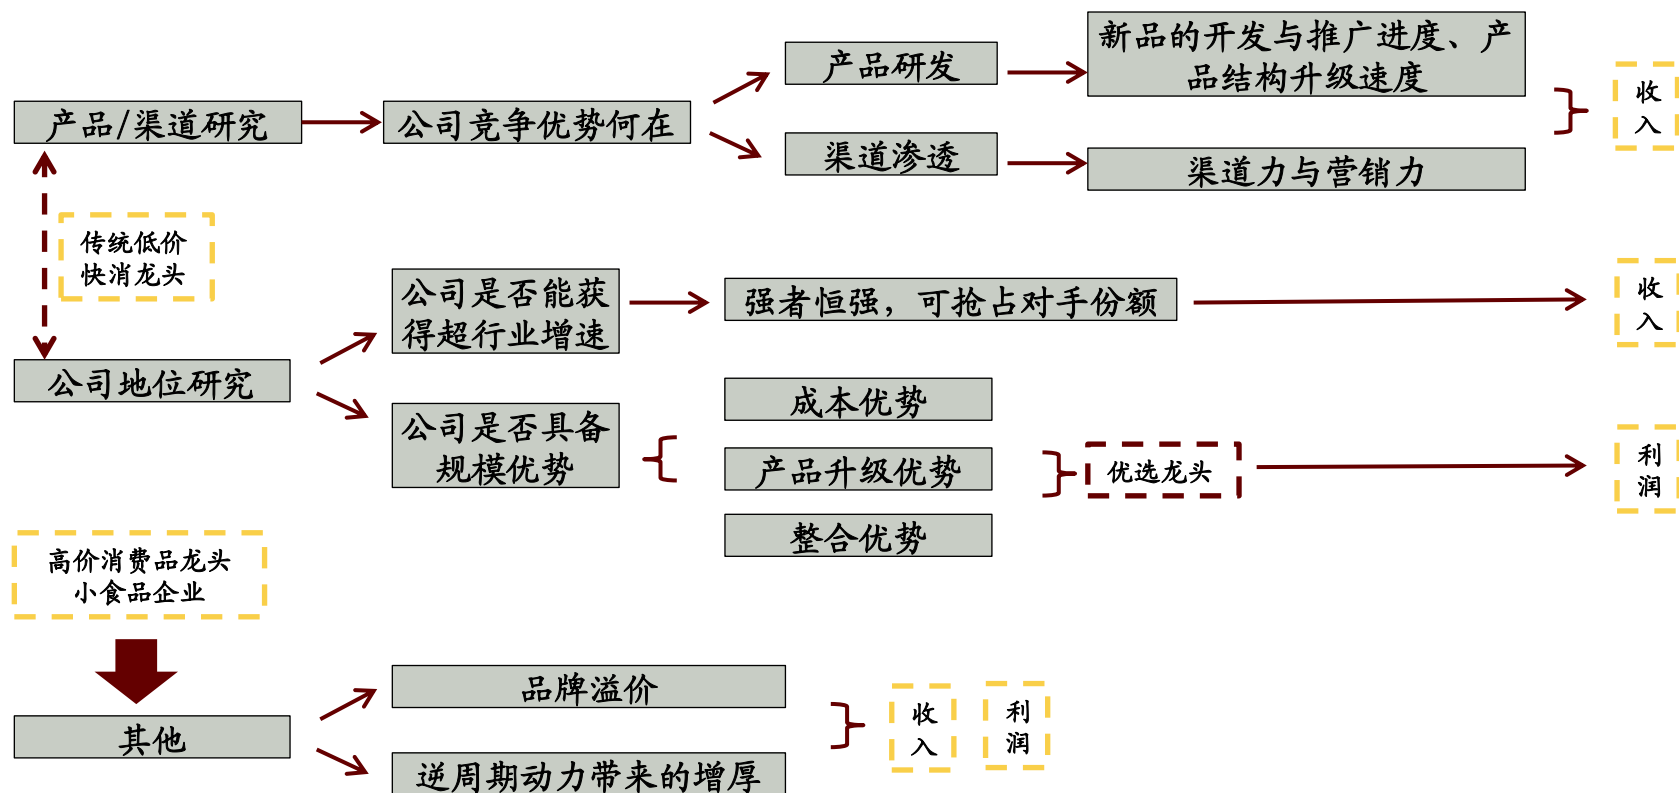 产品/渠道研究
公司竞争优势何在
产品研发
新品的开发与推广进度、产
品结构升级速度
渠道渗透
渠道力与营销力
收
入
传统低价
快消龙头
公司地位研究
公司是否能获
得超行业增速
强者恒强，可抢占对手份额
收
入
公司是否具备
规模优势
成本优势
产品升级优势
整合优势
优选龙头
利
润
高价消费品龙头
小食品企业
其他
品牌溢价
逆周期动力带来的增厚
收
入
利
润